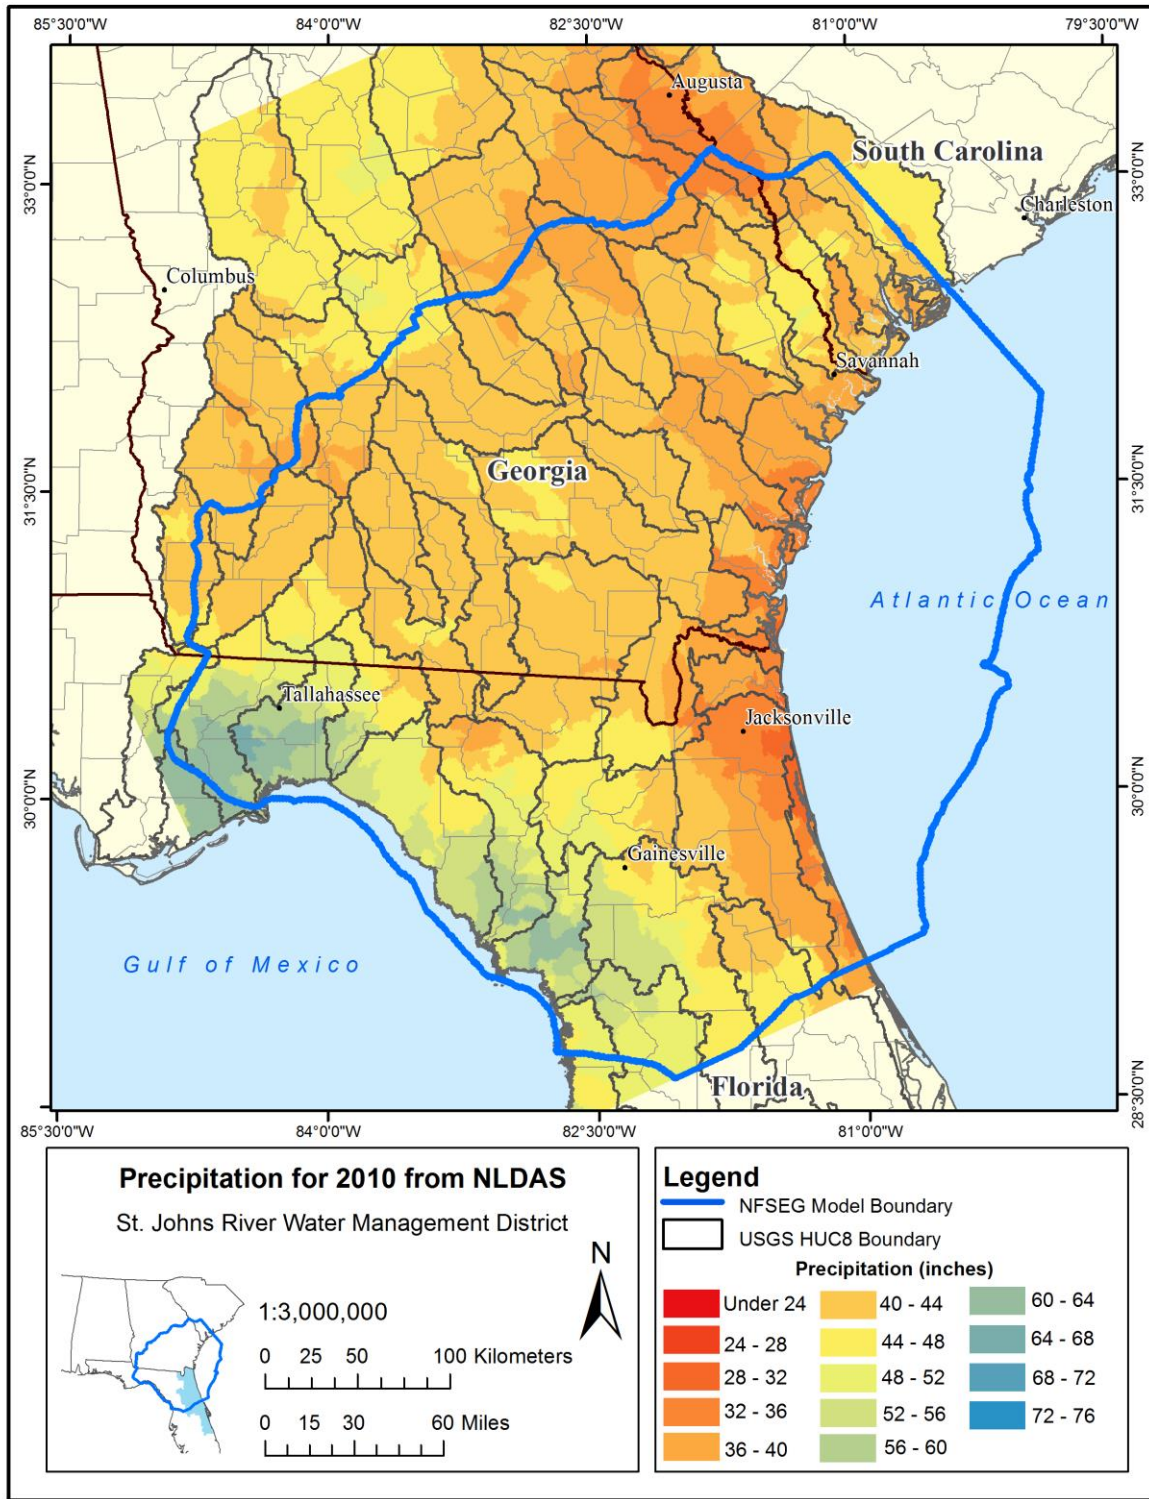 85°30'0"W 84°0'0"W 82°30'0"W 81°0'0"W 79°30'0"W
Augusta
South Carolina
33°0'0"N
33°0'0"N
Charleston
Columbus
Savannah
Georgia
31°30'0"N
31°30'0"N
Atlantic Ocean
Tallahassee
Jacksonville
30°0'0"N
30°0'0"N
Gainesville
Gulf of Mexico
Florida
28°30'0"N
85°30'0"W 84°0'0"W 82°30'0"W 81°0'0"W
Precipitation for 2010 from NLDAS
St. Johns River Water Management District
N
1:3,000,000
0 25 50 100 Kilometers
0 15 30 60 Miles
Legend
NFSEG Model Boundary
USGS HUC8 Boundary
Precipitation (inches)
Under 24
24 - 28
28 - 32
32 - 36
36 - 40
40 - 44
44 - 48
48 - 52
52 - 56
56 - 60
60 - 64
64 - 68
68 - 72
72 - 76